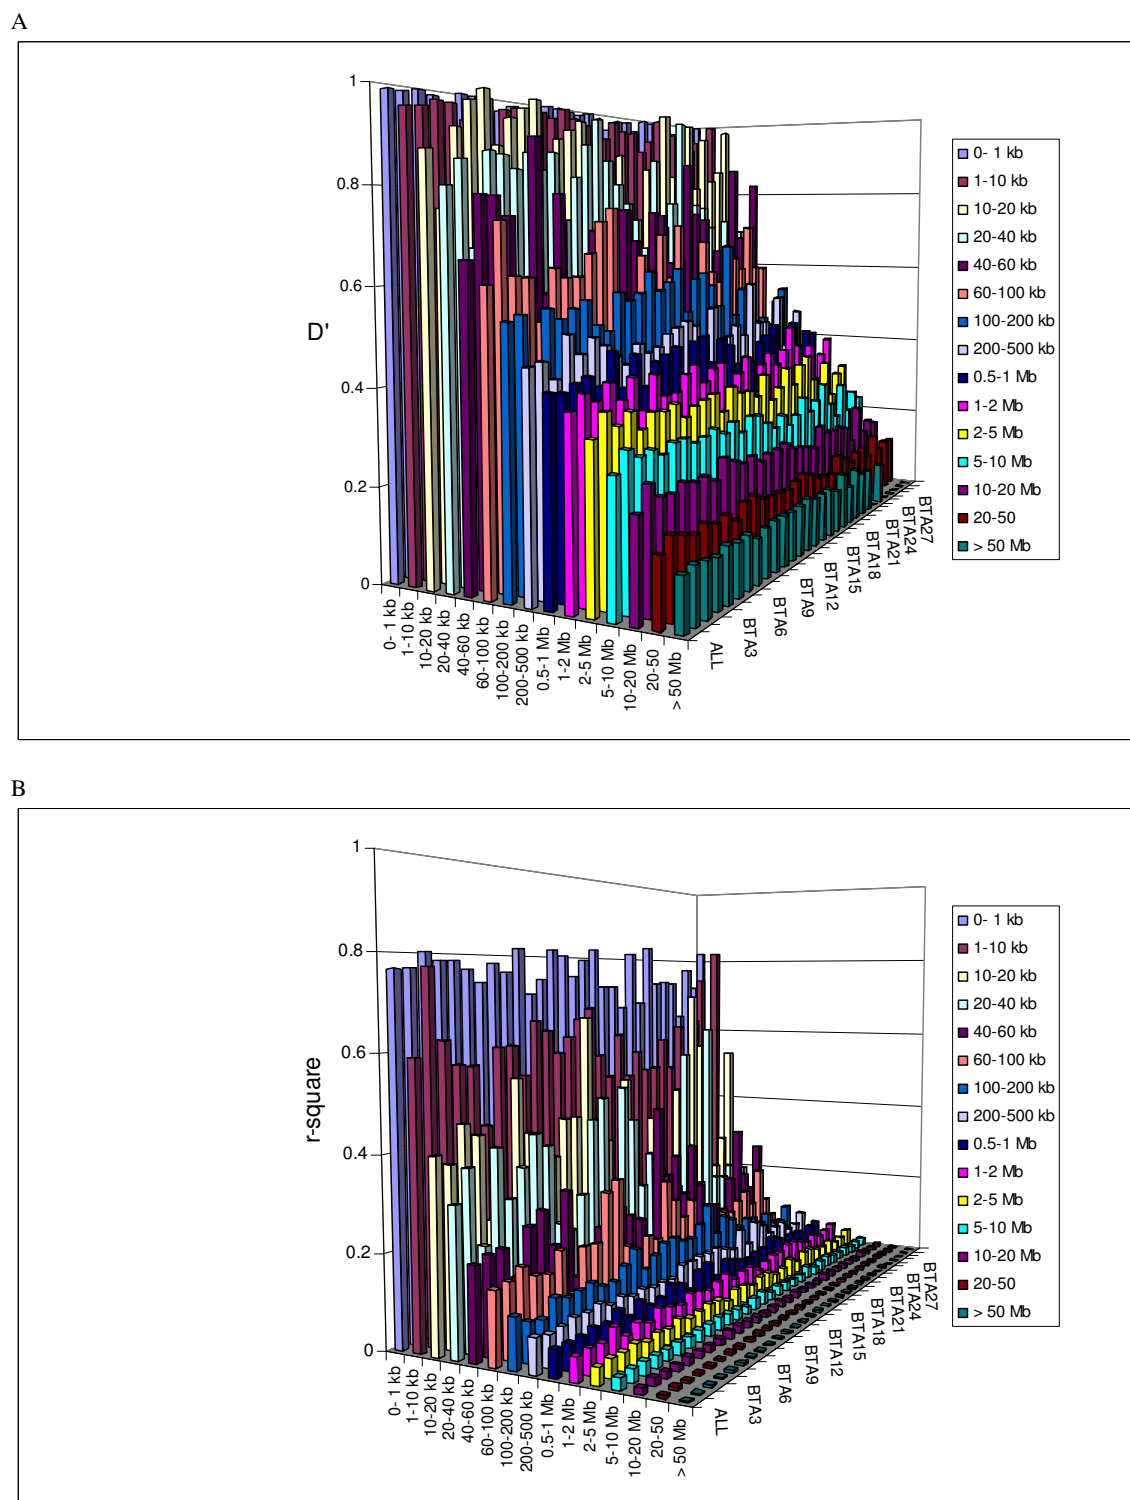 A
1
0.8
0.6
D'
0.4
0.2
0
0- 1 kb
1-10 kb
10-20 kb
20-40 kb
40-60 kb
60-100 kb
100-200 kb
200-500 kb
0.5-1 Mb
1-2 Mb
2-5 Mb
5-10 Mb
10-20 Mb
20-50
> 50 Mb
ALL
BTA3
BTA6
BTA9
BTA12
BTA15
BTA18
BTA21
BTA24
BTA27
0- 1 kb
1-10 kb
10-20 kb
20-40 kb
40-60 kb
60-100 kb
100-200 kb
200-500 kb
0.5-1 Mb
1-2 Mb
2-5 Mb
5-10 Mb
10-20 Mb
20-50
> 50 Mb
B
1
0.8
0.6
r-square
0.4
0.2
0
0- 1 kb
1-10 kb
10-20 kb
20-40 kb
40-60 kb
60-100 kb
100-200 kb
200-500 kb
0.5-1 Mb
1-2 Mb
2-5 Mb
5-10 Mb
10-20 Mb
20-50
> 50 Mb
ALL
BTA3
BTA6
BTA9
BTA12
BTA15
BTA18
BTA21
BTA24
BTA27
0- 1 kb
1-10 kb
10-20 kb
20-40 kb
40-60 kb
60-100 kb
100-200 kb
200-500 kb
0.5-1 Mb
1-2 Mb
2-5 Mb
5-10 Mb
10-20 Mb
20-50
> 50 Mb